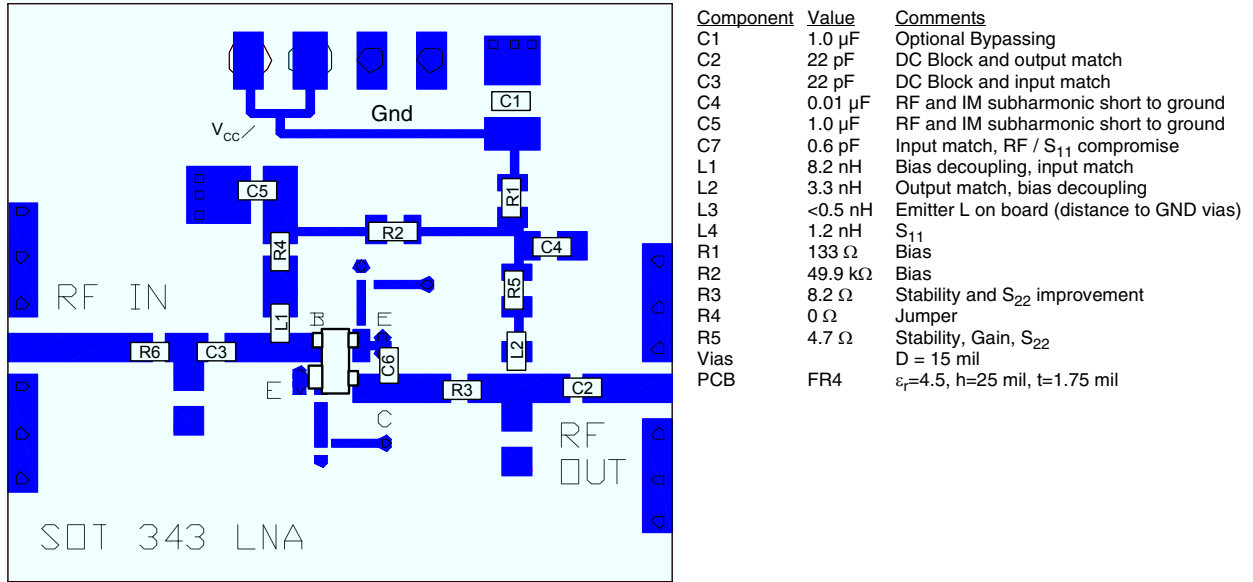 C1
Gnd
VCC
C5
R1
R4
R2
C4
R5
RF IN
L1
B
E
R6
C3
C6
L2
E
R3
C2
C
RF
OUT
SOT 343 LNA
Component Value Comments
C1 1.0 µF Optional Bypassing
C2 22 pF DC Block and output match
C3 22 pF DC Block and input match
C4 0.01 µF RF and IM subharmonic short to ground
C5 1.0 µF RF and IM subharmonic short to ground
C7 0.6 pF Input match, RF / S11 compromise
L1 8.2 nH Bias decoupling, input match
L2 3.3 nH Output match, bias decoupling
L3 <0.5 nH Emitter L on board (distance to GND vias)
L4 1.2 nH S11
R1 133 Ω Bias
R2 49.9 kΩ Bias
R3 8.2 Ω Stability and S22 improvement
R4 0 Ω Jumper
R5 4.7 Ω Stability, Gain, S22
Vias D = 15 mil
PCB FR4 εr=4.5, h=25 mil, t=1.75 mil